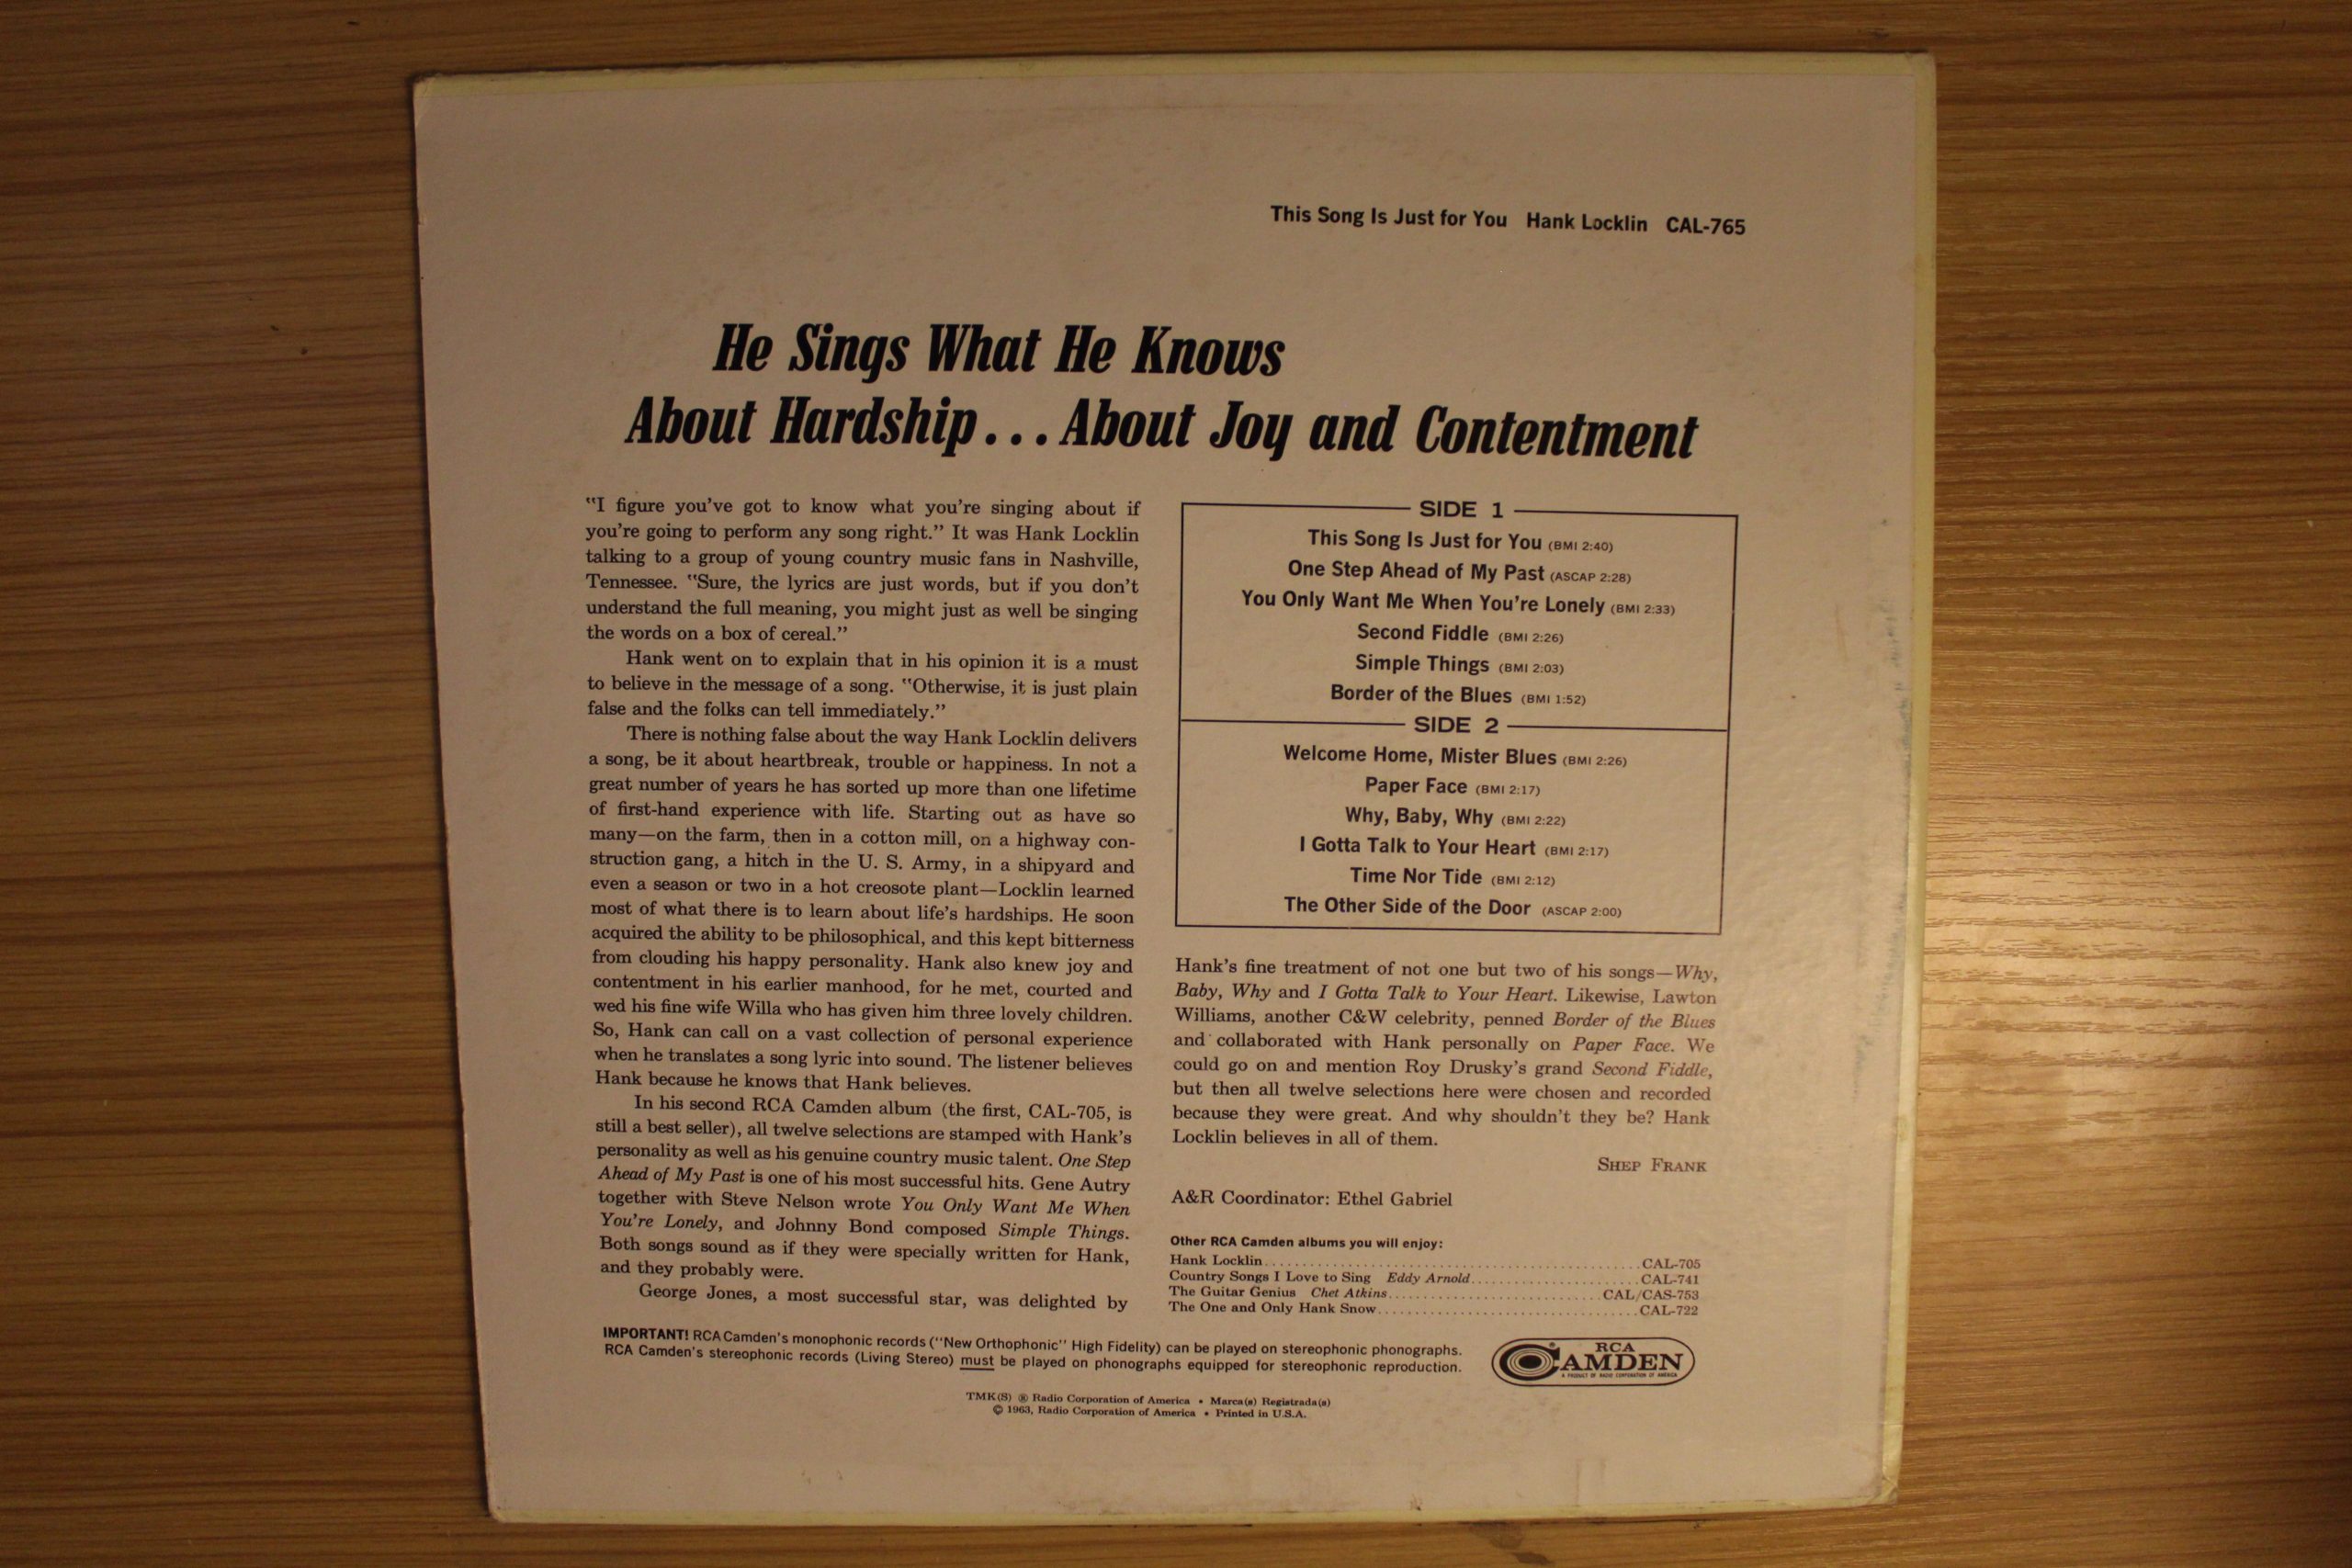 This Song Is Just for You Hank Locklin CAL-765
He Sings What He Knows
About Hardship... About Joy and Contentment
"I figure you've got to know what you're singing about if
you're going to perform any song right." It was Hank Locklin
talking to a group of young country music fans in Nashville,
Tennessee. "Sure, the lyrics are just words, but if you don't
understand the full meaning, you might just as well be singing
the words on a box of cereal."
Hank went on to explain that in his opinion it is a must
to believe in the message of a song. "Otherwise, it is just plain
false and the folks can tell immediately."
There is nothing false about the way Hank Locklin delivers
a song, be it about heartbreak, trouble or happiness. In not a
great number of years he has sorted up more than one lifetime
of first-hand experience with life. Starting out as have so
many—on the farm, then in a cotton mill, on a highway con-
struction gang, a hitch in the U. S. Army, in a shipyard and
even a season or two in a hot creosote plant—Locklin learned
most of what there is to learn about life's hardships. He soon
acquired the ability to be philosophical, and this kept bitterness
from clouding his happy personality. Hank also knew joy and
contentment in his earlier manhood, for he met, courted and
wed his fine wife Willa who has given him three lovely children.
So, Hank can call on a vast collection of personal experience
when he translates a song lyric into sound. The listener believes
Hank because he knows that Hank believes.
In his second RCA Camden album (the first, CAL-705, is
still a best seller), all twelve selections are stamped with Hank's
personality as well as his genuine country music talent. One Step
Ahead of My Past is one of his most successful hits. Gene Autry
together with Steve Nelson wrote You Only Want Me When
You're Lonely, and Johnny Bond composed Simple Things.
Both songs sound as if they were specially written for Hank,
and they probably were.
George Jones, a most successful star, was delighted by
SIDE 1
This Song Is Just for You (BMI 2:40)
One Step Ahead of My Past (ASCAP 2:28)
You Only Want Me When You're Lonely (BMI 2:33)
Second Fiddle (BMI 2:26)
Simple Things (BMI 2:03)
Border of the Blues (BMI 1:52)
SIDE 2
Welcome Home, Mister Blues (BMI 2:26)
Paper Face (BMI 2:17)
Why, Baby, Why (BMI 2:22)
I Gotta Talk to Your Heart (BMI 2:17)
Time Nor Tide (BMI 2:12)
The Other Side of the Door (ASCAP 2:00)
Hank's fine treatment of not one but two of his songs—Why,
Baby, Why and I Gotta Talk to Your Heart. Likewise, Lawton
Williams, another C&W celebrity, penned Border of the Blues
and collaborated with Hank personally on Paper Face. We
could go on and mention Roy Drusky's grand Second Fiddle,
but then all twelve selections here were chosen and recorded
because they were great. And why shouldn't they be? Hank
Locklin believes in all of them.
SHEP FRANK
A&R Coordinator: Ethel Gabriel
Other RCA Camden albums you will enjoy:
Hank Locklin.....CAL-705
Country Songs I Love to Sing Eddy Arnold.....CAL-741
The Guitar Genius Chet Atkins.....CAL/CAS-753
The One and Only Hank Snow.....CAL-722
IMPORTANT! RCA Camden's monophonic records ("New Orthophonic" High Fidelity) can be played on stereophonic phonographs.
RCA Camden's stereophonic records (Living Stereo) must be played on phonographs equipped for stereophonic reproduction.
RCA
CAMDEN
A PRODUCT OF RADIO CORPORATION OF AMERICA
TMK(S) ® Radio Corporation of America • Marca(s) Registrada(s)
© 1963, Radio Corporation of America • Printed in U.S.A.